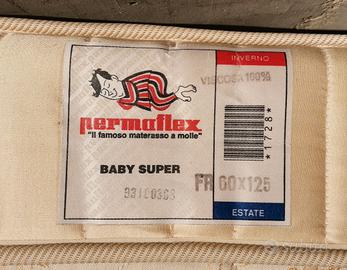 INVERNO
VISCOSA 100%
permaflex
"Il famoso materasso a molle"
*1728*
BABY SUPER
FR 60X125
ESTATE